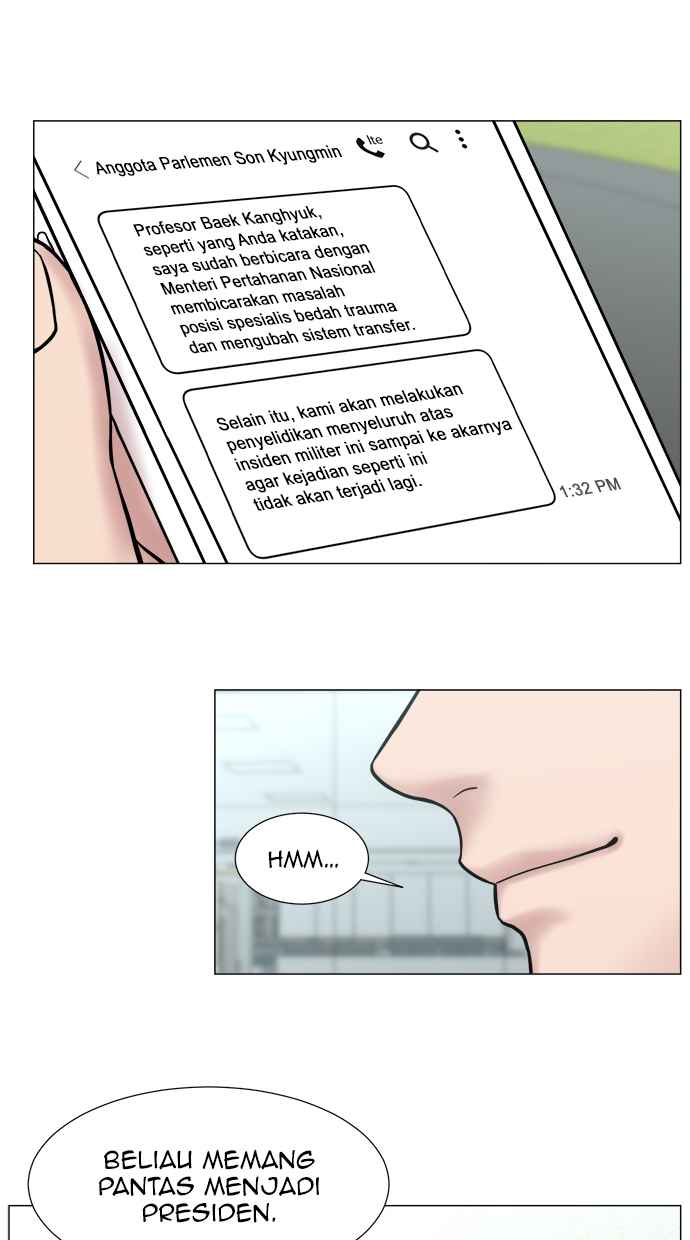 Anggota Parlemen Son Kyungmin
lte
Profesor Baek Kanghyuk,
seperti yang Anda katakan,
saya sudah berbicara dengan
Menteri Pertahanan Nasional
membicarakan masalah
posisi spesialis bedah trauma
dan mengubah sistem transfer.
Selain itu, kami akan melakukan
penyelidikan menyeluruh atas
insiden militer ini sampai ke akarnya
agar kejadian seperti ini
tidak akan terjadi lagi.
1:32 PM
HMM...
BELIAU MEMANG
PANTAS MENJADI
PRESIDEN.